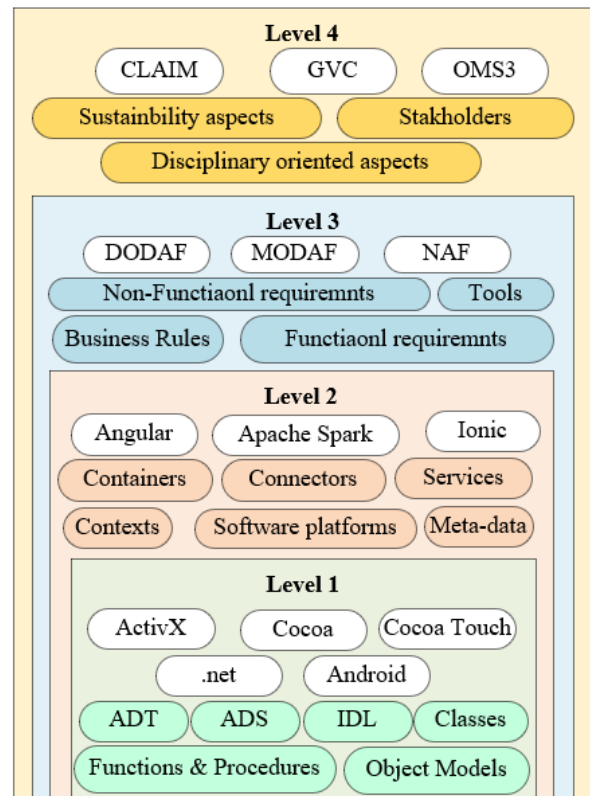 Level 4
CLAIM GVC OMS3
Sustainbility aspects Stakholders
Disciplinary oriented aspects
Level 3
DODAF MODAF NAF
Non-Functiaonl requiremnts Tools
Business Rules Functiaonl requiremnts
Level 2
Angular Apache Spark Ionic
Containers Connectors Services
Contexts Software platforms Meta-data
Level 1
ActivX Cocoa Cocoa Touch
.net Android
ADT ADS IDL Classes
Functions & Procedures Object Models